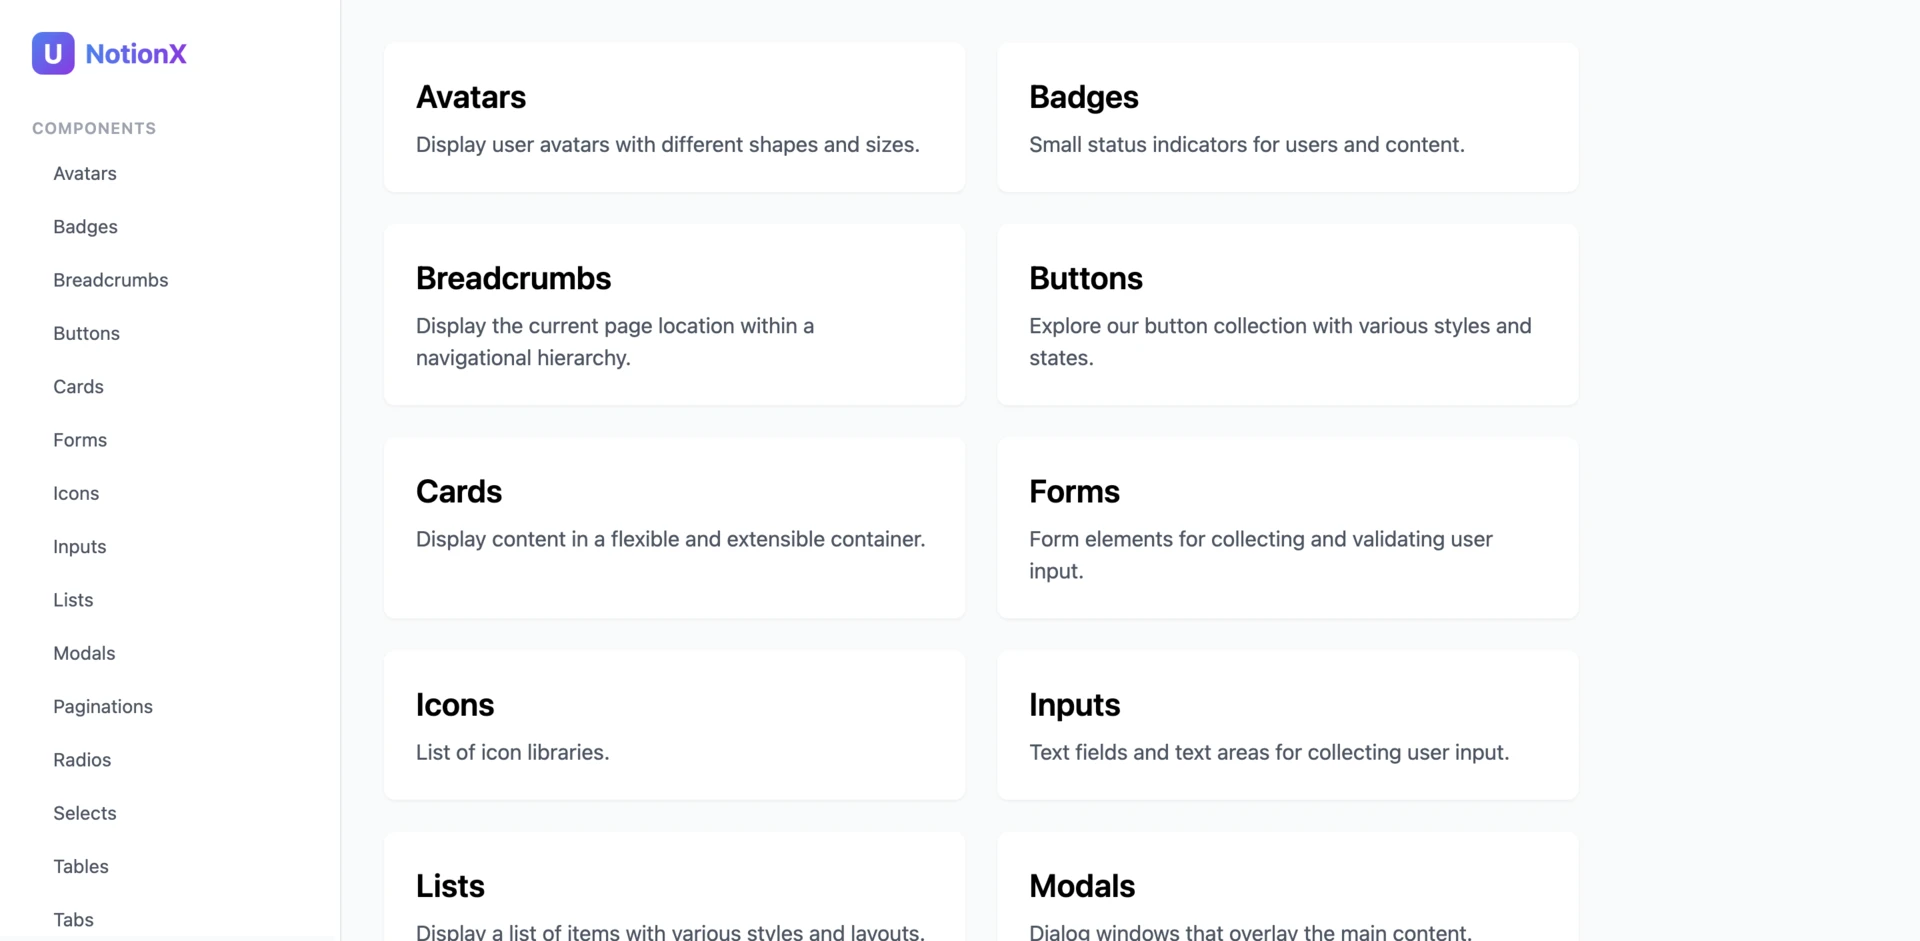 U NotionX
COMPONENTS
Avatars
Badges
Breadcrumbs
Buttons
Cards
Forms
Icons
Inputs
Lists
Modals
Paginations
Radios
Selects
Tables
Tabs
Avatars
Display user avatars with different shapes and sizes.
Badges
Small status indicators for users and content.
Breadcrumbs
Display the current page location within a
navigational hierarchy.
Buttons
Explore our button collection with various styles and
states.
Cards
Display content in a flexible and extensible container.
Forms
Form elements for collecting and validating user
input.
Icons
List of icon libraries.
Inputs
Text fields and text areas for collecting user input.
Lists
Display a list of items with various styles and layouts.
Modals
Dialog windows that overlay the main content.